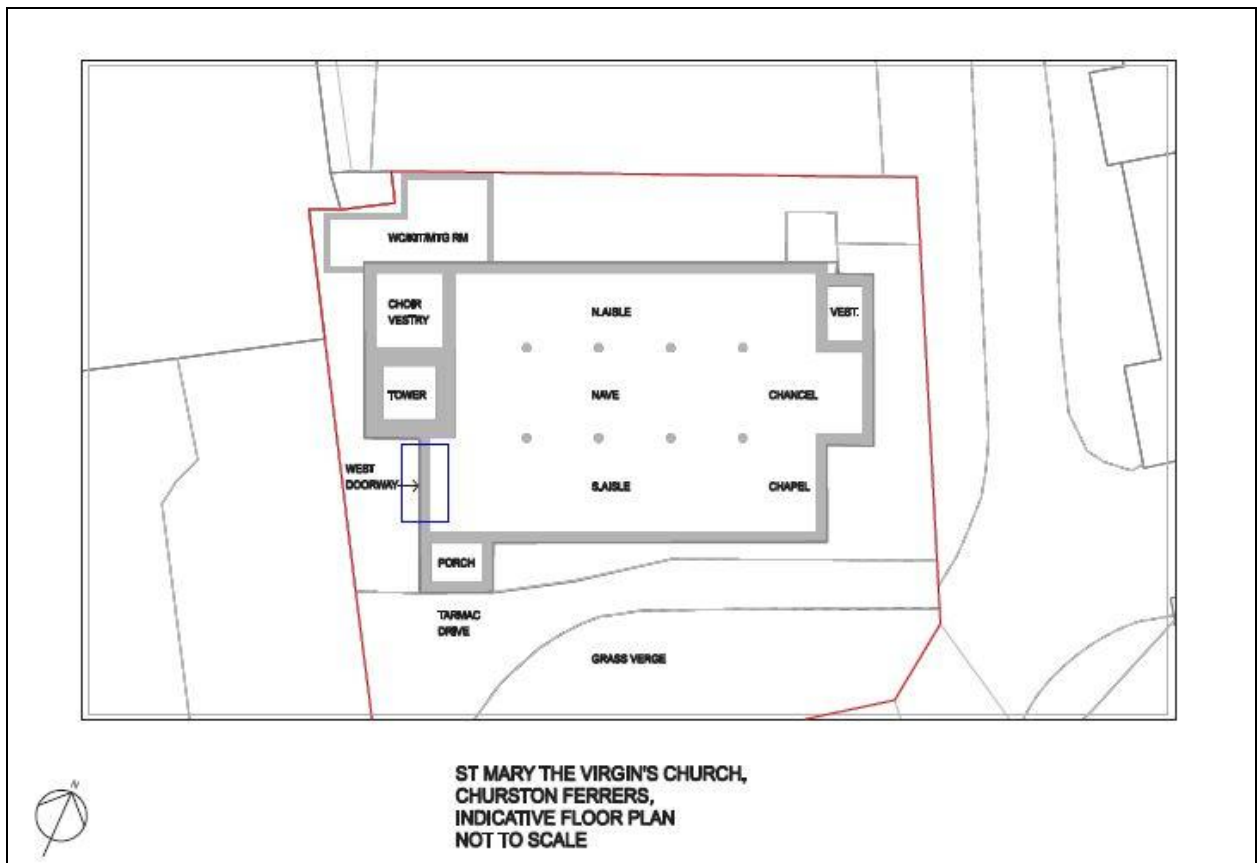 WC/KIT/MTG RM
CHOIR
VESTRY
N.AISLE
VEST.
TOWER
NAVE
CHANCEL
WEST
DOORWAY
S.AISLE
CHAPEL
PORCH
TARMAC
DRIVE
GRASS VERGE
N
ST MARY THE VIRGIN'S CHURCH,
CHURSTON FERRERS,
INDICATIVE FLOOR PLAN
NOT TO SCALE